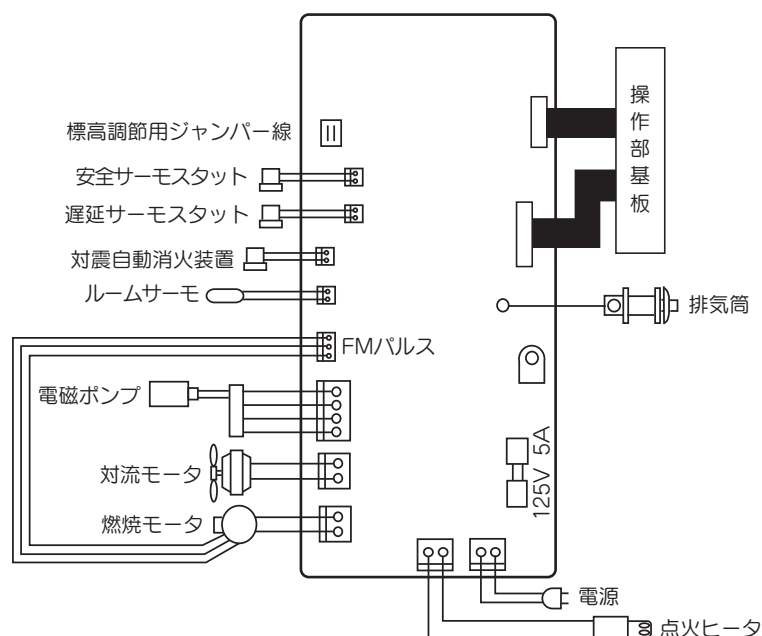 標高調節用ジャンパー線
安全サーモスタット
遅延サーモスタット
対震自動消火装置
ルームサーモ
FMパルス
電磁ポンプ
対流モータ
燃焼モータ
操作部基板
排気筒
125V 5A
電源
点火ヒータ